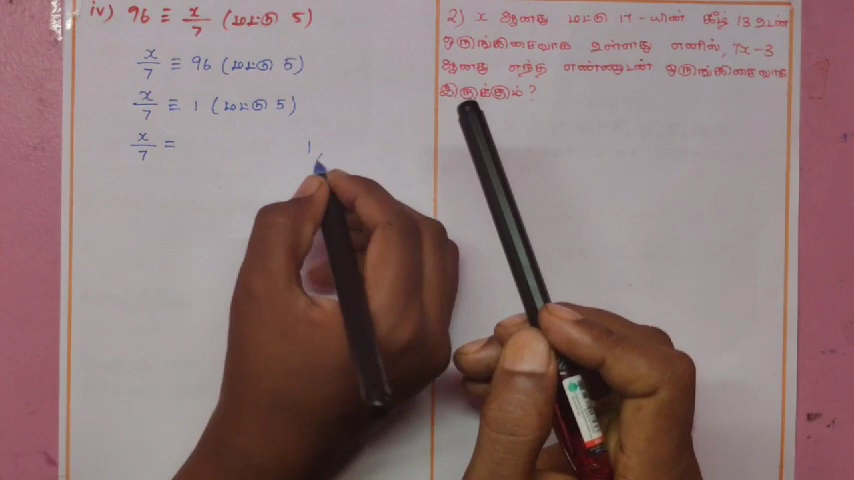 iv) 96 ≡ x/7 (மட்டு 5)
x/7 ≡ 96 (மட்டு 5)
x/7 ≡ 1 (மட்டு 5)
x/7 =
1
2) x ஆனது மட்டு 17-யின் கீழ் 13 உடன்
ஒருங்கிசைவாக உள்ளது எனில், 7x-3
ஆனது எந்த எண்ணுடன் ஒருங்கிசைவாக
இருக்கும்?